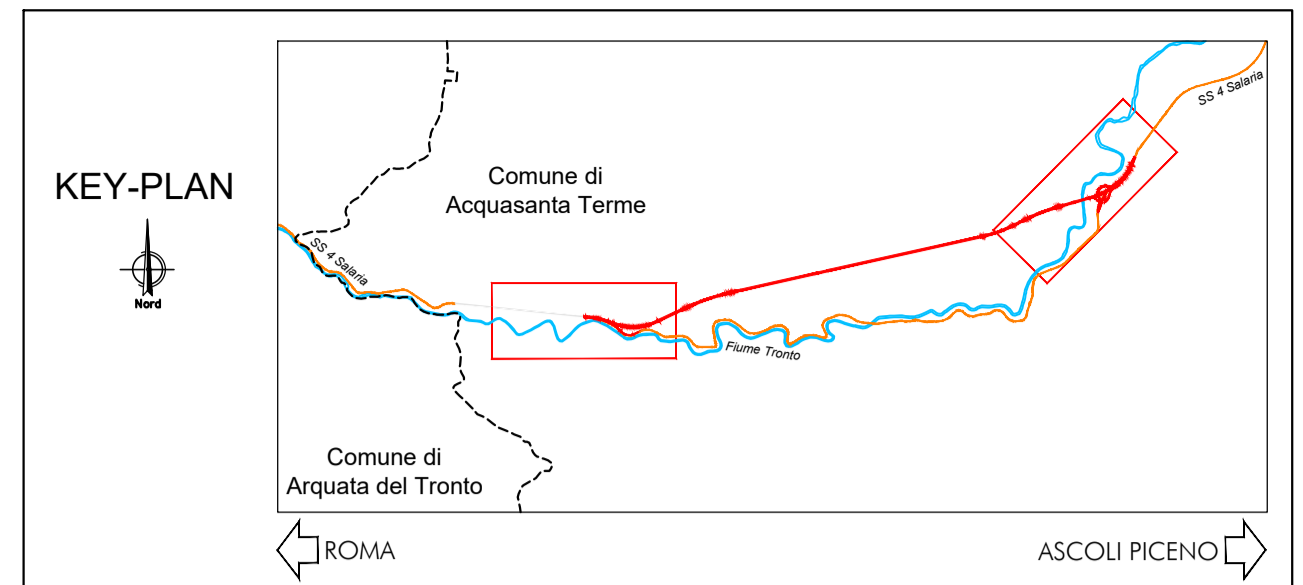 KEY-PLAN
Nord
Comune di
Acquasanta Terme
SS 4 Salaria
SS 4 Salaria
Fiume Tronto
Comune di
Arquata del Tronto
ROMA
ASCOLI PICENO